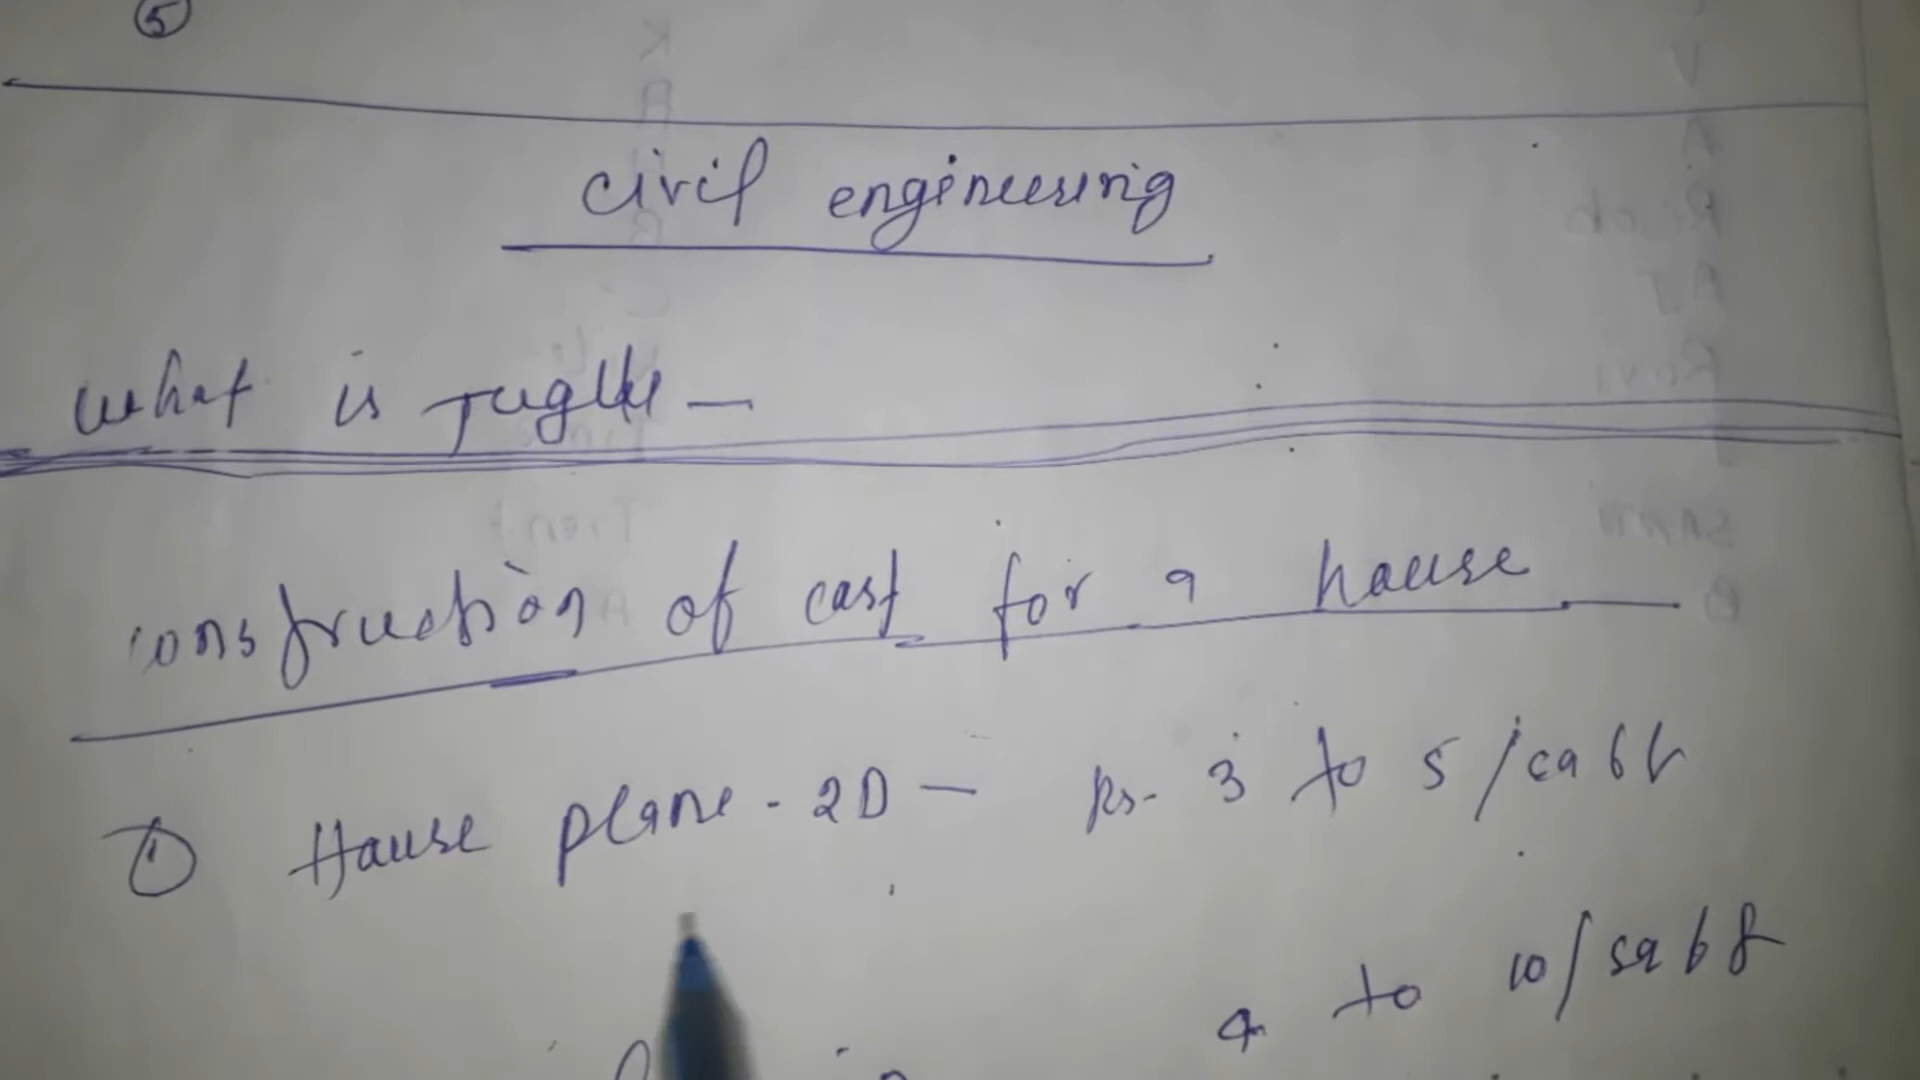 5
civil engineering
what is
construction of cast for a hause
1 Hause plane - 2D - Rs- 3 to 5 /
4 to 10/